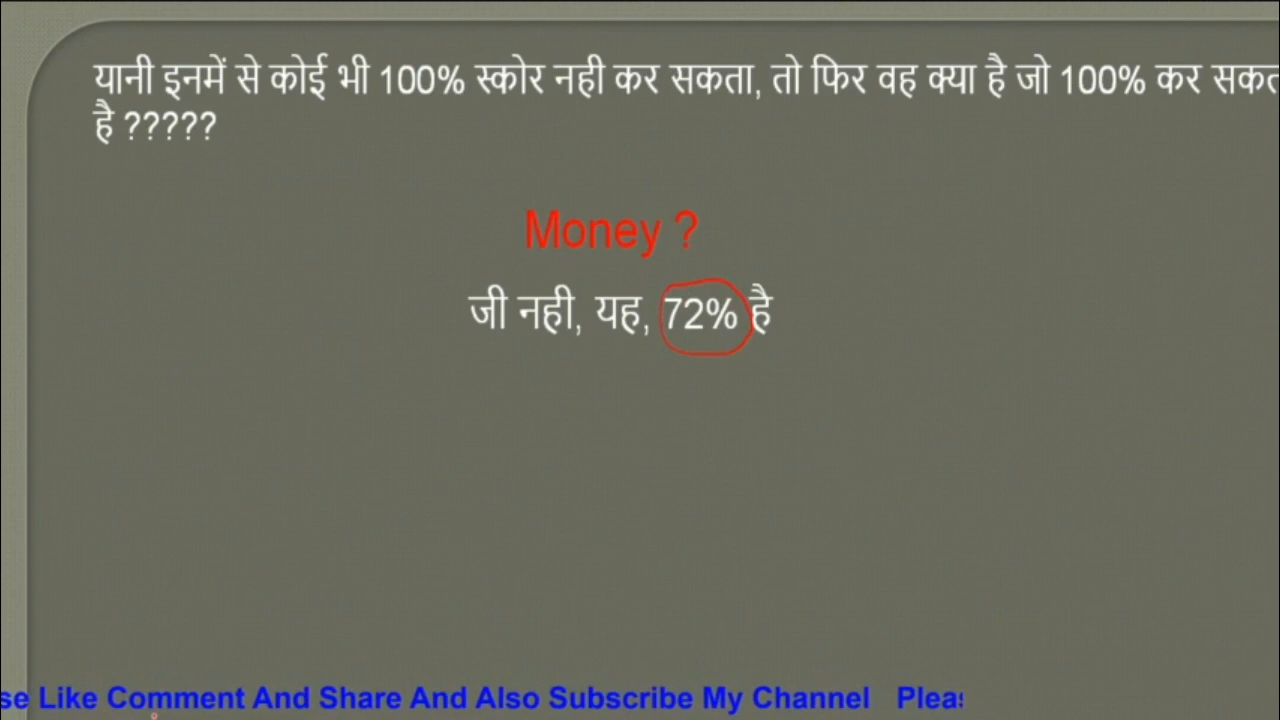 यानी इनमें से कोई भी 100% स्कोर नही कर सकता, तो फिर वह क्या है जो 100% कर सकत
है ?????
Money ?
जी नही, यह, 72% है
se Like Comment And Share And Also Subscribe My Channel Pleas